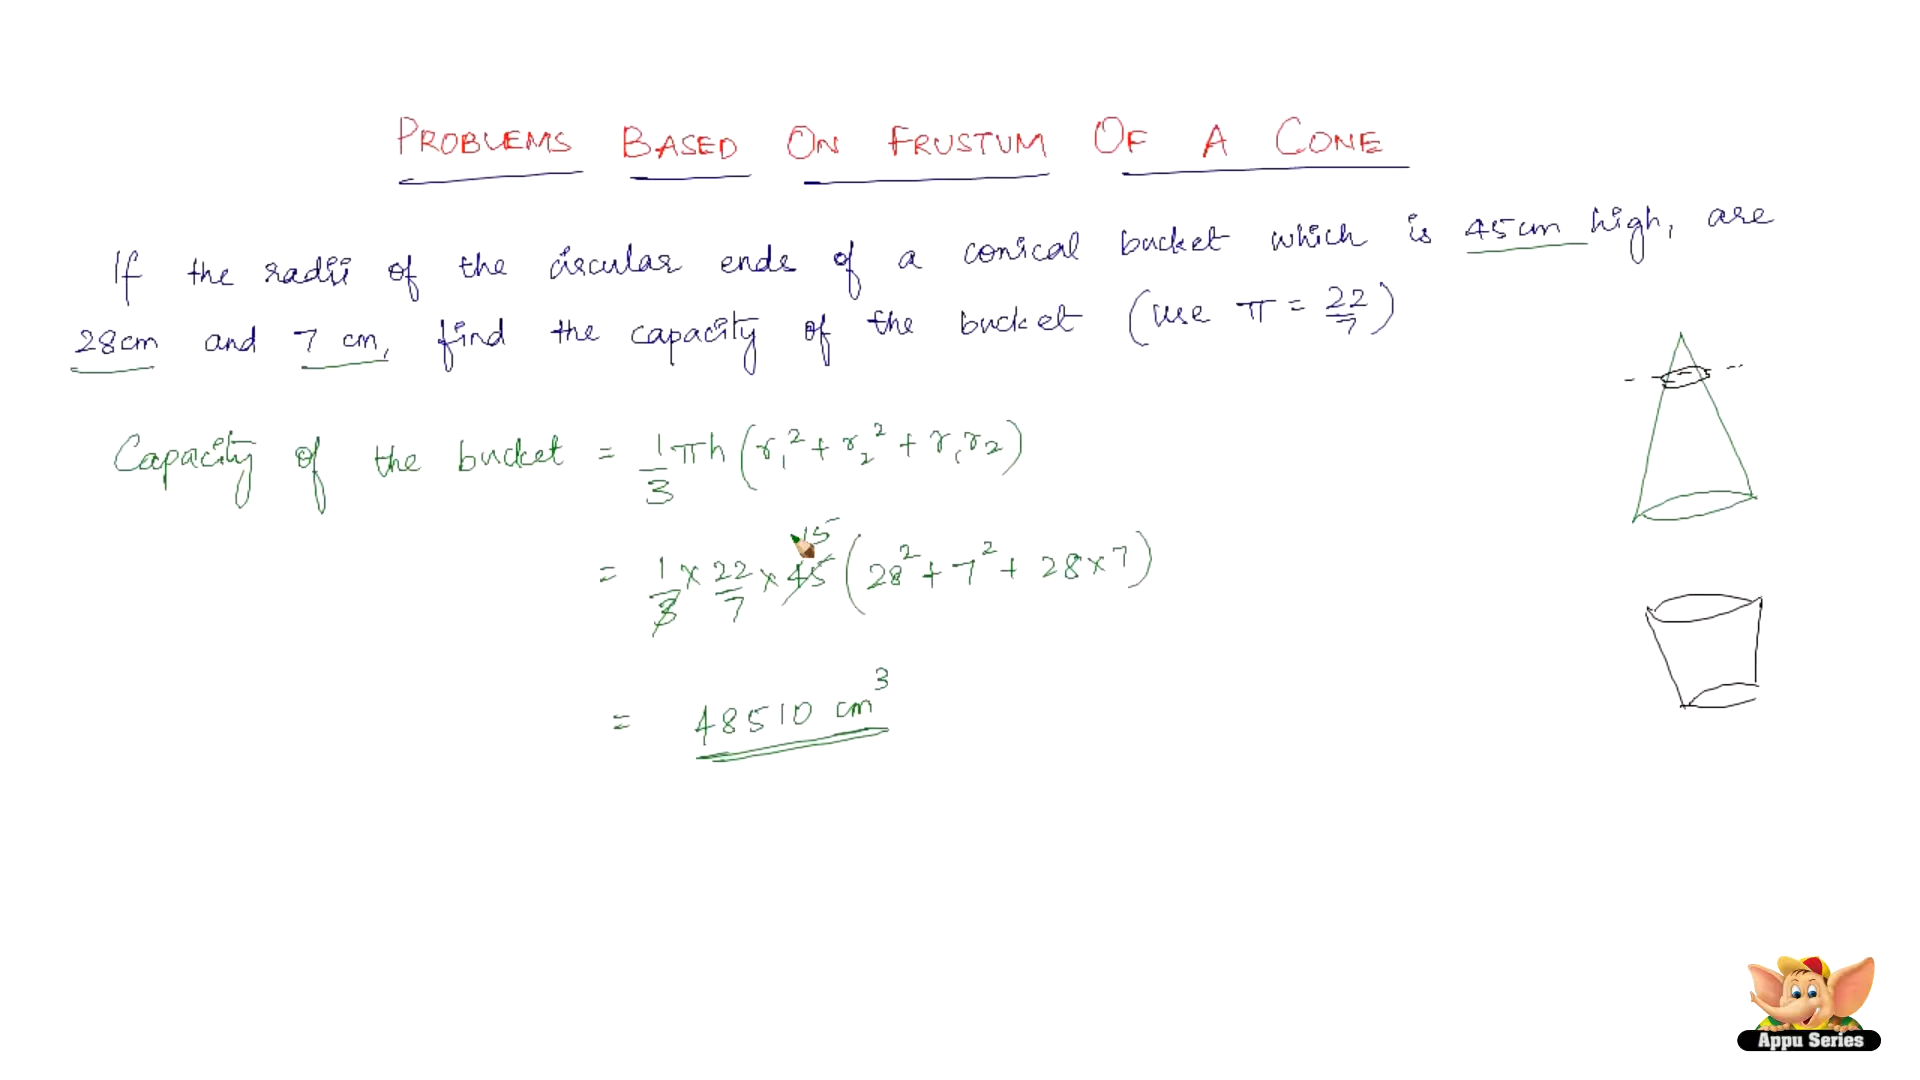 PROBLEMS BASED ON FRUSTUM OF A CONE
If the radii of the circular ends of a conical bucket which is 45cm high, are
28cm and 7 cm, find the capacity of the bucket (use π = 22/7)
Capacity of the bucket = 1/3 πh (r₁² + r₂² + r₁r₂)
15
= 1/3 × 22/7 × 45 (28² + 7² + 28×7)
= 48510 cm³
Appu Series